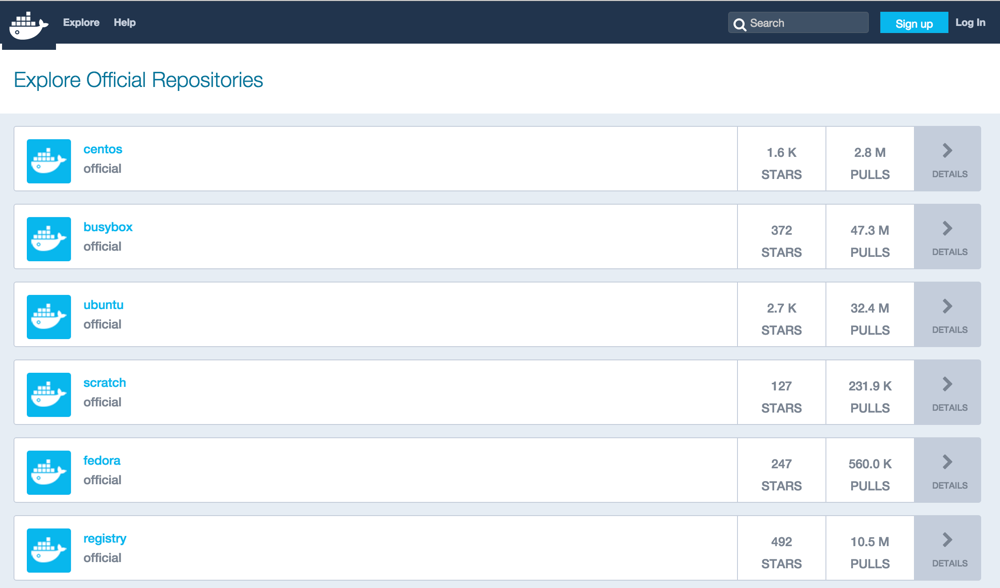 Explore Help Search Sign up Log In
Explore Official Repositories
centos
official
1.6 K
STARS
2.8 M
PULLS
DETAILS
busybox
official
372
STARS
47.3 M
PULLS
DETAILS
ubuntu
official
2.7 K
STARS
32.4 M
PULLS
DETAILS
scratch
official
127
STARS
231.9 K
PULLS
DETAILS
fedora
official
247
STARS
560.0 K
PULLS
DETAILS
registry
official
492
STARS
10.5 M
PULLS
DETAILS